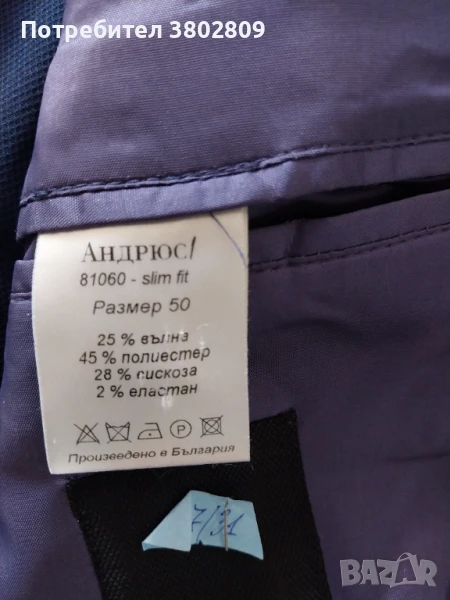 Потребител 3802809
АНДРЮС/
81060 - slim fit
Размер 50
25 % вълна
45 % полиестер
28 % вискоза
2 % еластан
P
Произведено в България
7/31
BAZAR